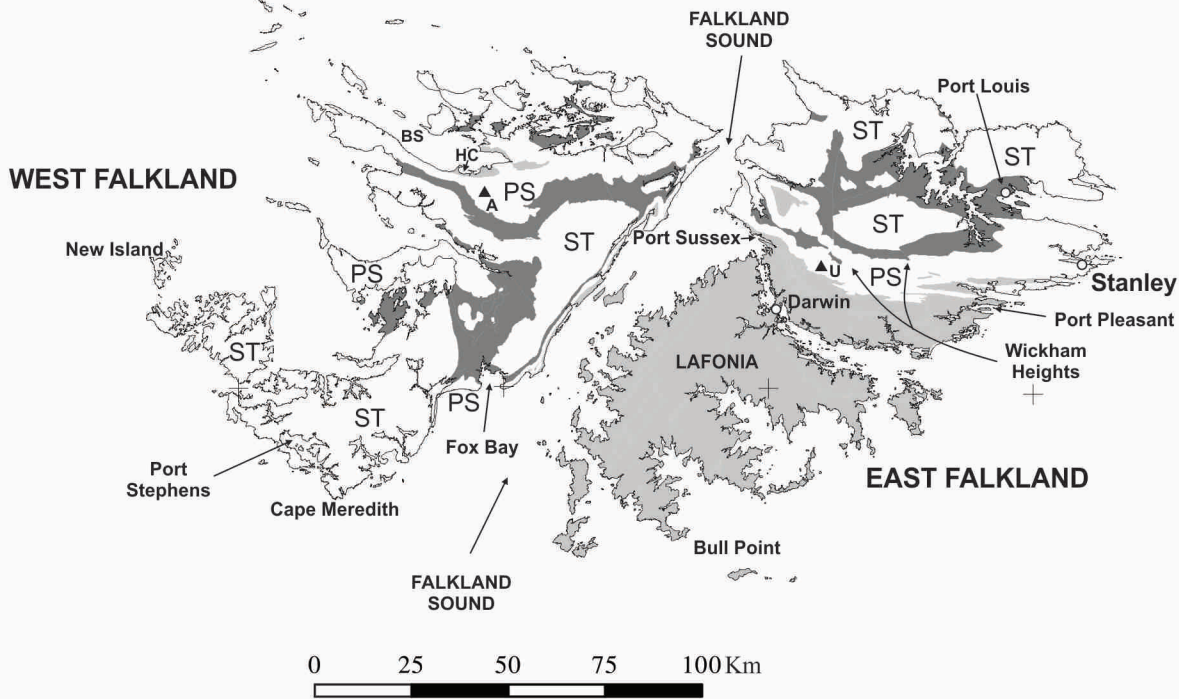 FALKLAND
SOUND
Port Louis
ST
BS
ST
HC
WEST FALKLAND
PS
A
ST
ST
Port Sussex
New Island
PS
U
PS
Stanley
Darwin
Port Pleasant
ST
LAFONIA
Wickham
Heights
PS
ST
Fox Bay
Port
Stephens
EAST FALKLAND
Cape Meredith
Bull Point
FALKLAND
SOUND
0 25 50 75 100 Km